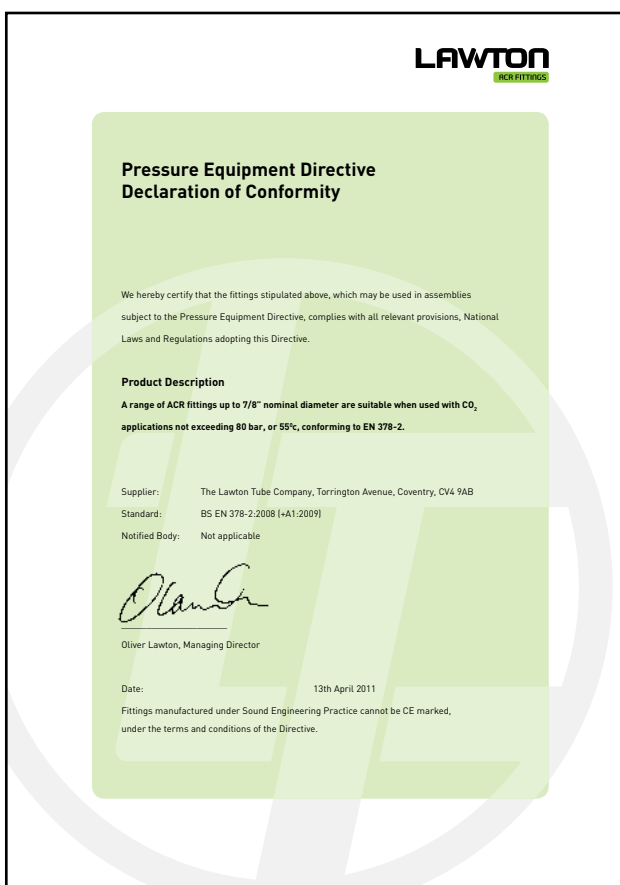 LAWTON
ACR FITTINGS
Pressure Equipment Directive
Declaration of Conformity
We hereby certify that the fittings stipulated above, which may be used in assemblies
subject to the Pressure Equipment Directive, complies with all relevant provisions, National
Laws and Regulations adopting this Directive.
Product Description
A range of ACR fittings up to 7/8" nominal diameter are suitable when used with CO₂
applications not exceeding 80 bar, or 55ºc, conforming to EN 378-2.
Supplier: The Lawton Tube Company, Torrington Avenue, Coventry, CV4 9AB
Standard: BS EN 378-2:2008 (+A1:2009)
Notified Body: Not applicable
Oliver Lawton, Managing Director
Date: 13th April 2011
Fittings manufactured under Sound Engineering Practice cannot be CE marked,
under the terms and conditions of the Directive.